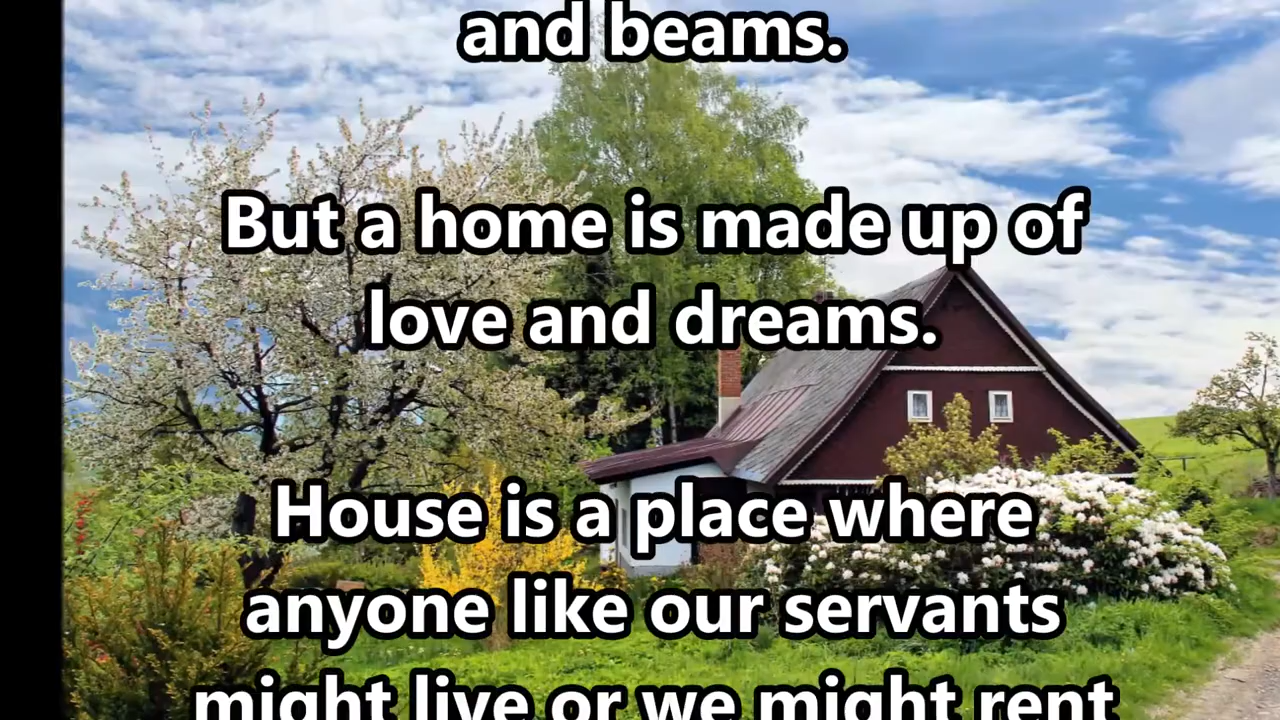 and beams.
But a home is made up of
love and dreams.
House is a place where
anyone like our servants
might live or we might rent